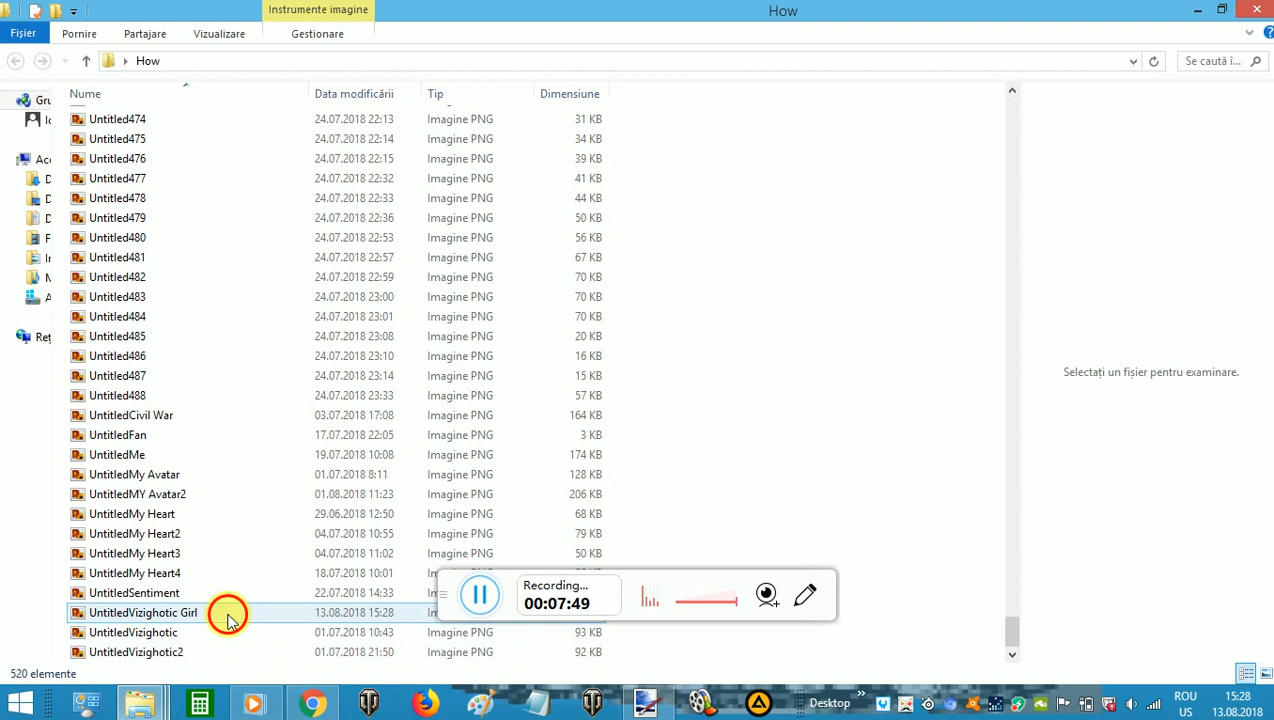 Instrumente imagine
How
Fișier
Pornire
Partajare
Vizualizare
Gestionare
How
Se caută î...
Nume
Data modificării
Tip
Dimensiune
Untitled474 24.07.2018 22:13 Imagine PNG 31 KB
Untitled475 24.07.2018 22:14 Imagine PNG 34 KB
Untitled476 24.07.2018 22:15 Imagine PNG 39 KB
Untitled477 24.07.2018 22:32 Imagine PNG 41 KB
Untitled478 24.07.2018 22:33 Imagine PNG 44 KB
Untitled479 24.07.2018 22:36 Imagine PNG 50 KB
Untitled480 24.07.2018 22:53 Imagine PNG 56 KB
Untitled481 24.07.2018 22:57 Imagine PNG 67 KB
Untitled482 24.07.2018 22:59 Imagine PNG 70 KB
Untitled483 24.07.2018 23:00 Imagine PNG 70 KB
Untitled484 24.07.2018 23:01 Imagine PNG 70 KB
Untitled485 24.07.2018 23:08 Imagine PNG 20 KB
Untitled486 24.07.2018 23:10 Imagine PNG 16 KB
Untitled487 24.07.2018 23:14 Imagine PNG 15 KB
Untitled488 24.07.2018 23:33 Imagine PNG 57 KB
UntitledCivil War 03.07.2018 17:08 Imagine PNG 164 KB
UntitledFan 17.07.2018 22:05 Imagine PNG 3 KB
UntitledMe 19.07.2018 10:08 Imagine PNG 174 KB
UntitledMy Avatar 01.07.2018 8:11 Imagine PNG 128 KB
UntitledMY Avatar2 01.08.2018 11:23 Imagine PNG 206 KB
UntitledMy Heart 29.06.2018 12:50 Imagine PNG 68 KB
UntitledMy Heart2 04.07.2018 10:55 Imagine PNG 79 KB
UntitledMy Heart3 04.07.2018 11:02 Imagine PNG 50 KB
UntitledMy Heart4 18.07.2018 10:01
UntitledSentiment 22.07.2018 14:33
UntitledVizighotic Girl 13.08.2018 15:28
UntitledVizighotic 01.07.2018 10:43 Imagine PNG 93 KB
UntitledVizighotic2 01.07.2018 21:50 Imagine PNG 92 KB
Recording...
00:07:49
Selectați un fișier pentru examinare.
520 elemente
Desktop
ROU
US
15:28
13.08.2018